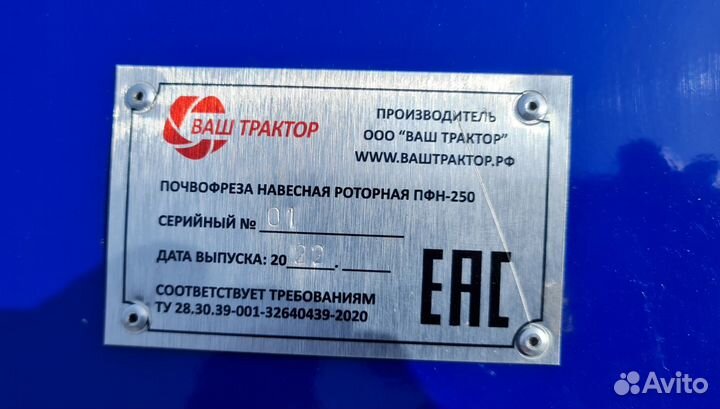 ВАШ ТРАКТОР
ПРОИЗВОДИТЕЛЬ
ООО "ВАШ ТРАКТОР"
WWW.ВАШТРАКТОР.РФ
ПОЧВОФРЕЗА НАВЕСНАЯ РОТОРНАЯ ПФН-250
СЕРИЙНЫЙ № 01
ДАТА ВЫПУСКА: 2022.
СООТВЕТСТВУЕТ ТРЕБОВАНИЯМ
ТУ 28.30.39-001-32640439-2020
ЕАС
Avito